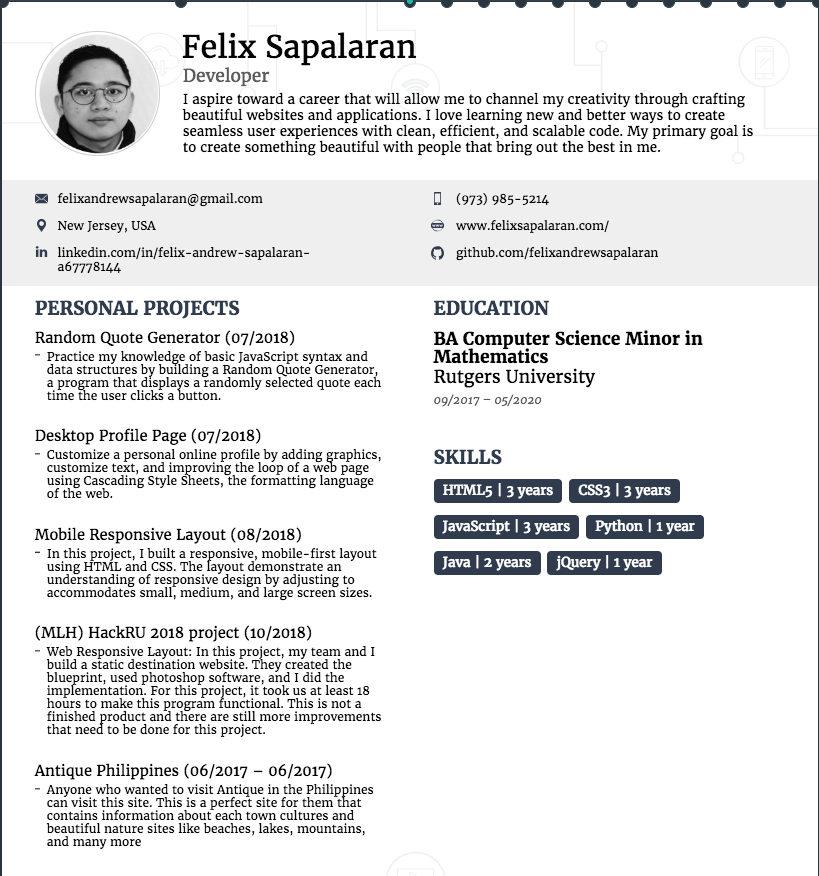 Felix Sapalaran
Developer
I aspire toward a career that will allow me to channel my creativity through crafting
beautiful websites and applications. I love learning new and better ways to create
seamless user experiences with clean, efficient, and scalable code. My primary goal is
to create something beautiful with people that bring out the best in me.
felixandrewsapalaran@gmail.com
(973) 985-5214
New Jersey, USA
www.felixsapalaran.com/
linkedin.com/in/felix-andrew-sapalaran-
a67778144
github.com/felixandrewsapalaran
PERSONAL PROJECTS
Random Quote Generator (07/2018)
– Practice my knowledge of basic JavaScript syntax and
data structures by building a Random Quote Generator,
a program that displays a randomly selected quote each
time the user clicks a button.
Desktop Profile Page (07/2018)
– Customize a personal online profile by adding graphics,
customize text, and improving the loop of a web page
using Cascading Style Sheets, the formatting language
of the web.
Mobile Responsive Layout (08/2018)
– In this project, I built a responsive, mobile-first layout
using HTML and CSS. The layout demonstrate an
understanding of responsive design by adjusting to
accommodates small, medium, and large screen sizes.
(MLH) HackRU 2018 project (10/2018)
– Web Responsive Layout: In this project, my team and I
build a static destination website. They created the
blueprint, used photoshop software, and I did the
implementation. For this project, it took us at least 18
hours to make this program functional. This is not a
finished product and there are still more improvements
that need to be done for this project.
Antique Philippines (06/2017 – 06/2017)
– Anyone who wanted to visit Antique in the Philippines
can visit this site. This is a perfect site for them that
contains information about each town cultures and
beautiful nature sites like beaches, lakes, mountains,
and many more
EDUCATION
BA Computer Science Minor in
Mathematics
Rutgers University
09/2017 – 05/2020
SKILLS
HTML5 | 3 years
CSS3 | 3 years
JavaScript | 3 years
Python | 1 year
Java | 2 years
jQuery | 1 year